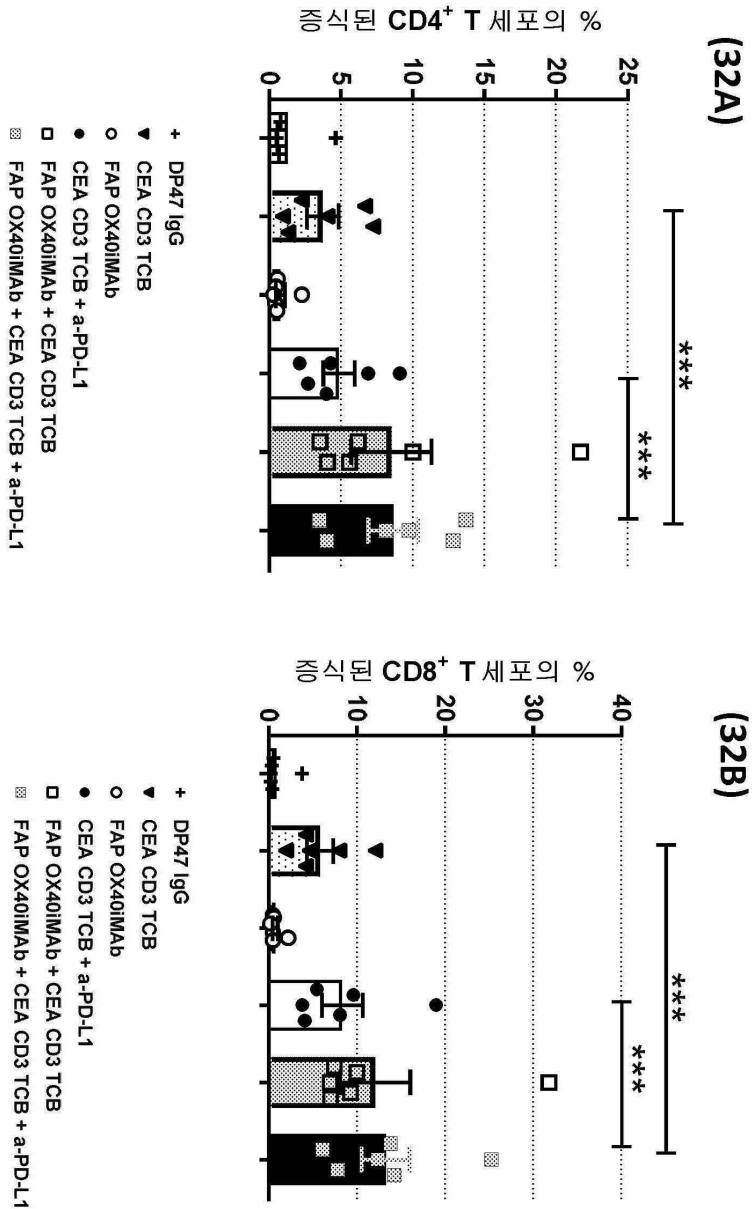 (32A)
증식된 CD4⁺ T 세포의 %
25
20
15
10
5
0
***
***
+ DP47 IgG
▲ CEA CD3 TCB
○ FAP OX40iMAb
● CEA CD3 TCB + a-PD-L1
□ FAP OX40iMAb + CEA CD3 TCB
▩ FAP OX40iMAb + CEA CD3 TCB + a-PD-L1
(32B)
증식된 CD8⁺ T 세포의 %
40
30
20
10
0
***
***
+ DP47 IgG
▲ CEA CD3 TCB
○ FAP OX40iMAb
● CEA CD3 TCB + a-PD-L1
□ FAP OX40iMAb + CEA CD3 TCB
▩ FAP OX40iMAb + CEA CD3 TCB + a-PD-L1